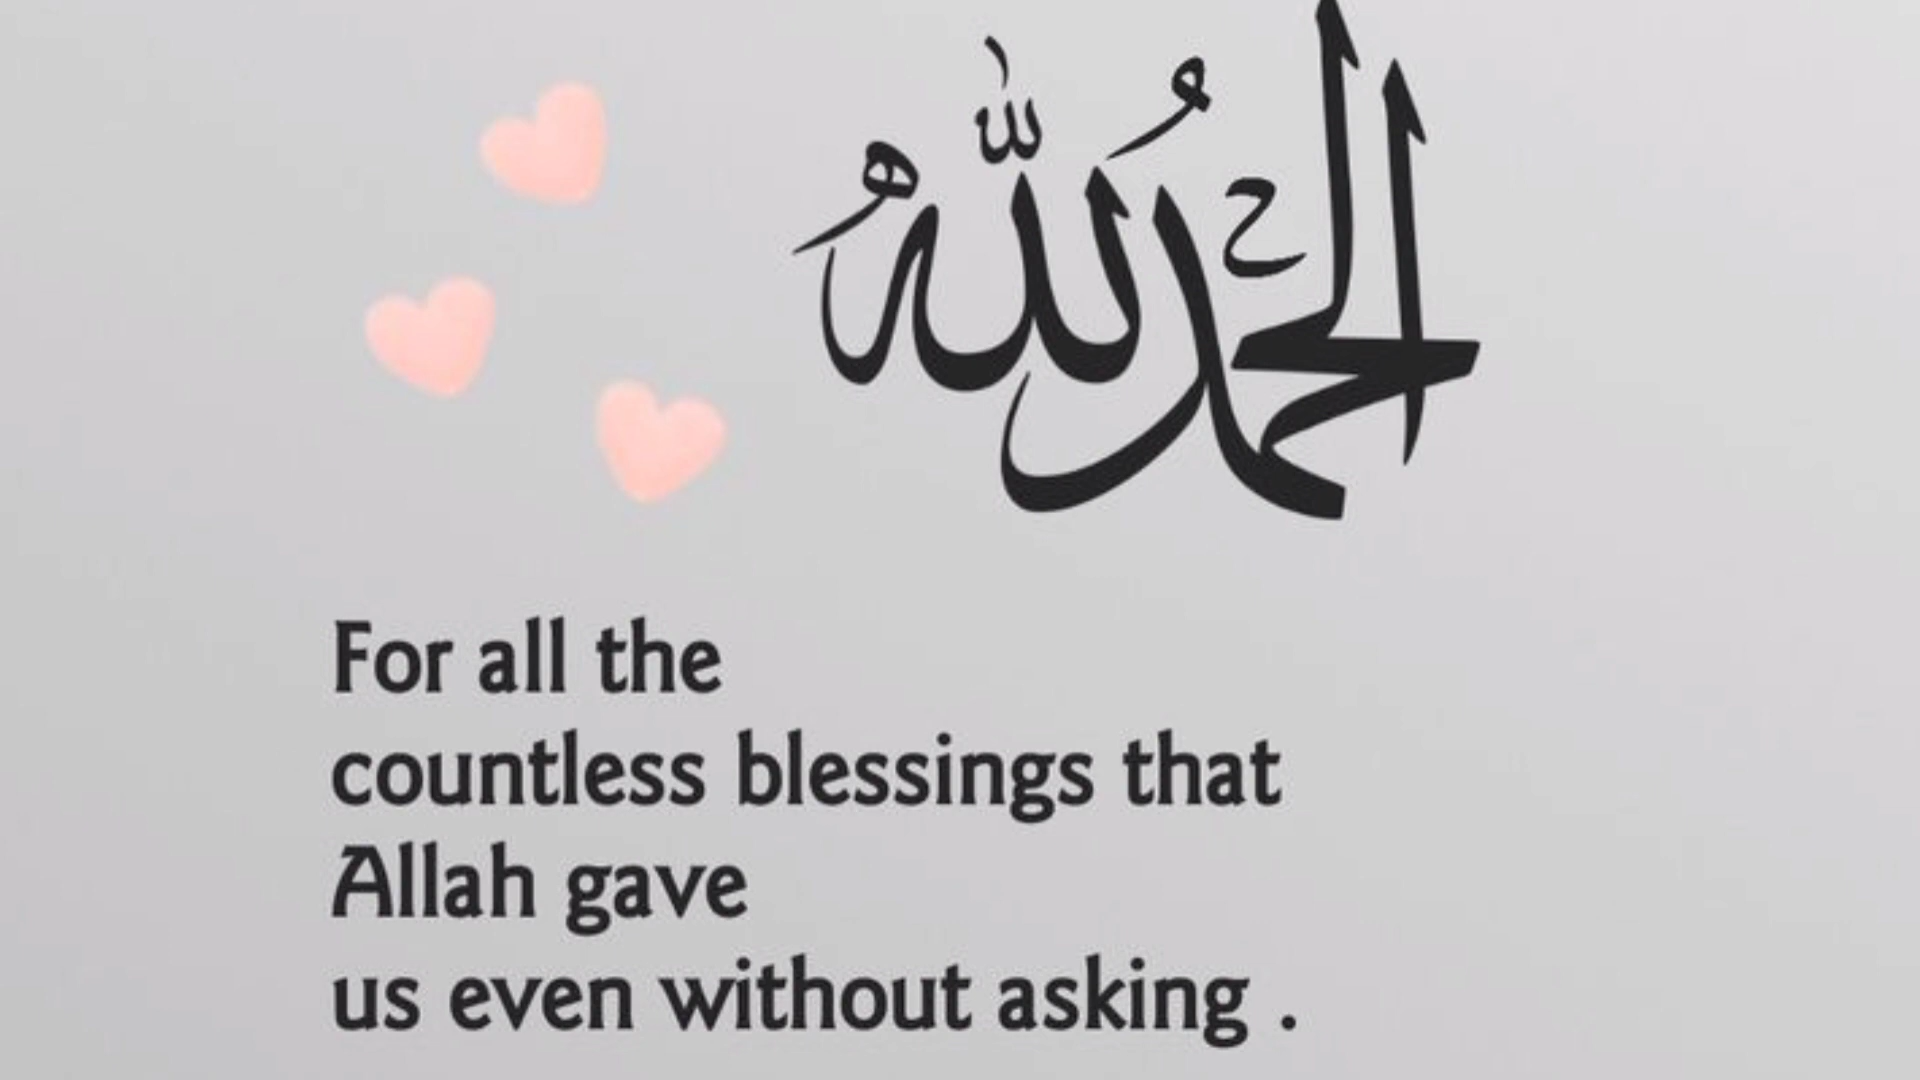 الحمدُ للهُ
For all the
countless blessings that
Allah gave
us even without asking .